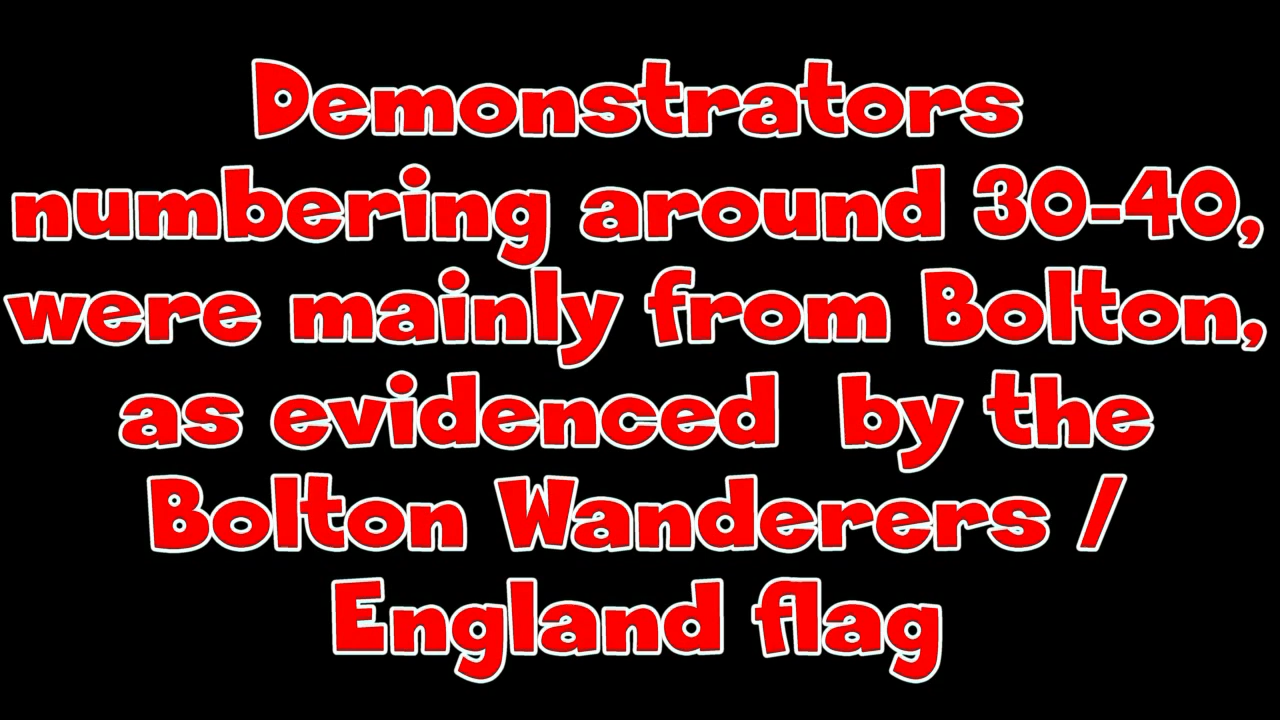 Demonstrators
numbering around 30-40,
were mainly from Bolton,
as evidenced  by the
Bolton Wanderers /
England flag